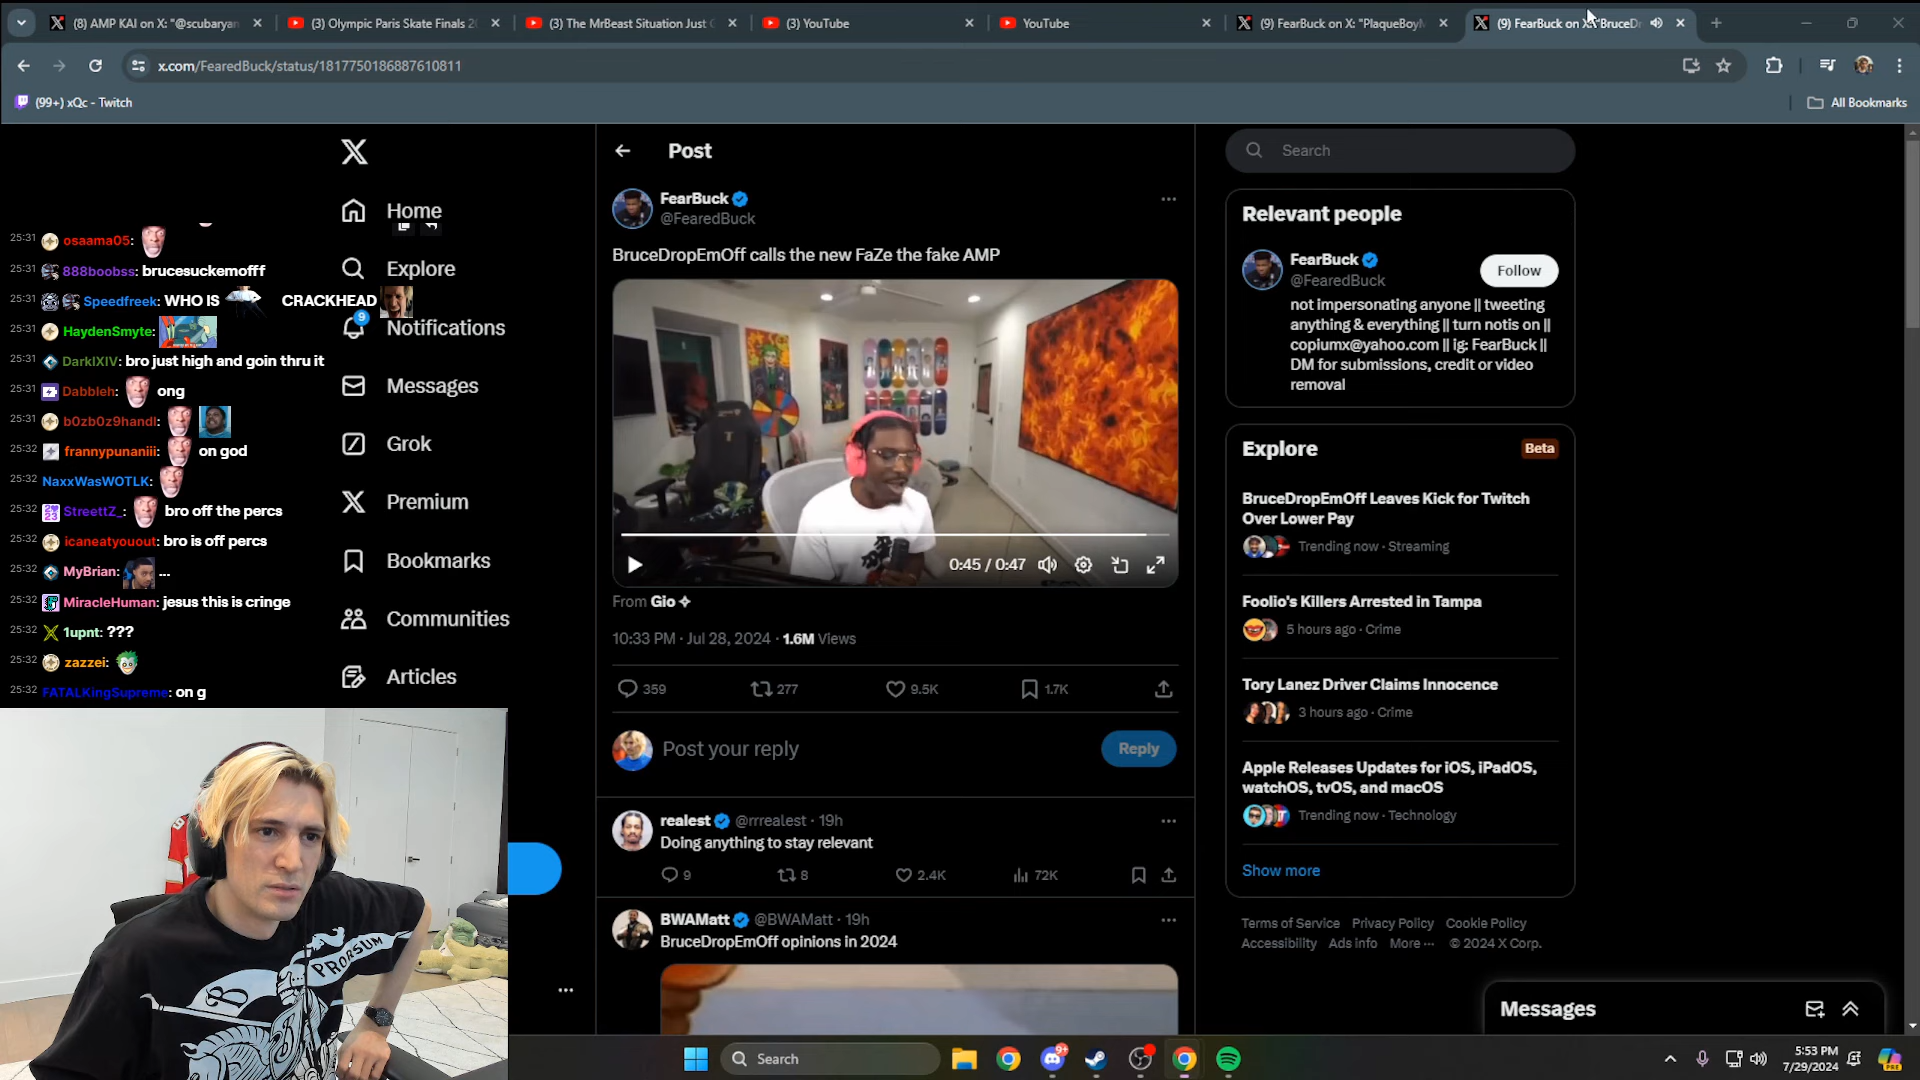 (8) AMP KAI on X: "@scubaryan
(3) Olympic Paris Skate Finals 2
(3) The MrBeast Situation Just
(3) YouTube
YouTube
(9) FearBuck on X: "PlaqueBoyM
(9) FearBuck on X: "BruceDr
x.com/FearedBuck/status/1817750186887610811
(99+) xQc - Twitch
All Bookmarks
Home
Explore
9
Notifications
Messages
Grok
Premium
Bookmarks
Communities
Articles
25:31 osaama05:
25:31 888boobss: brucesuckemofff
25:31 Speedfreek: WHO IS CRACKHEAD
25:31 HaydenSmyte:
25:31 DarkIXIV: bro just high and goin thru it
25:31 Dabbleh: ong
25:31 b0zb0z9handl:
25:32 frannypunaniii: on god
25:32 NaxxWasWOTLK:
25:32 StreettZ_: bro off the percs
25:32 icaneatyouout: bro is off percs
25:32 MyBrian: ...
25:32 MiracleHuman: jesus this is cringe
25:32 1upnt: ???
25:32 zazzei:
25:32 FATALKingSupreme: on g
PRORSUM
Post
FearBuck
@FearedBuck
BruceDropEmOff calls the new FaZe the fake AMP
0:45 / 0:47
From Gio
10:33 PM · Jul 28, 2024 · 1.6M Views
359 277 9.5K 1.7K
Post your reply
Reply
realest @rrrealest · 19h
Doing anything to stay relevant
9 8 2.4K 72K
BWAMatt @BWAMatt · 19h
BruceDropEmOff opinions in 2024
Search
Relevant people
FearBuck
@FearedBuck
Follow
not impersonating anyone || tweeting
anything & everything || turn notis on ||
copiumx@yahoo.com || ig: FearBuck ||
DM for submissions, credit or video
removal
Explore
Beta
BruceDropEmOff Leaves Kick for Twitch
Over Lower Pay
Trending now · Streaming
Foolio's Killers Arrested in Tampa
5 hours ago · Crime
Tory Lanez Driver Claims Innocence
3 hours ago · Crime
Apple Releases Updates for iOS, iPadOS,
watchOS, tvOS, and macOS
Trending now · Technology
Show more
Terms of Service Privacy Policy Cookie Policy
Accessibility Ads info More ··· © 2024 X Corp.
Messages
Search
9+
5:53 PM
7/29/2024
PRE